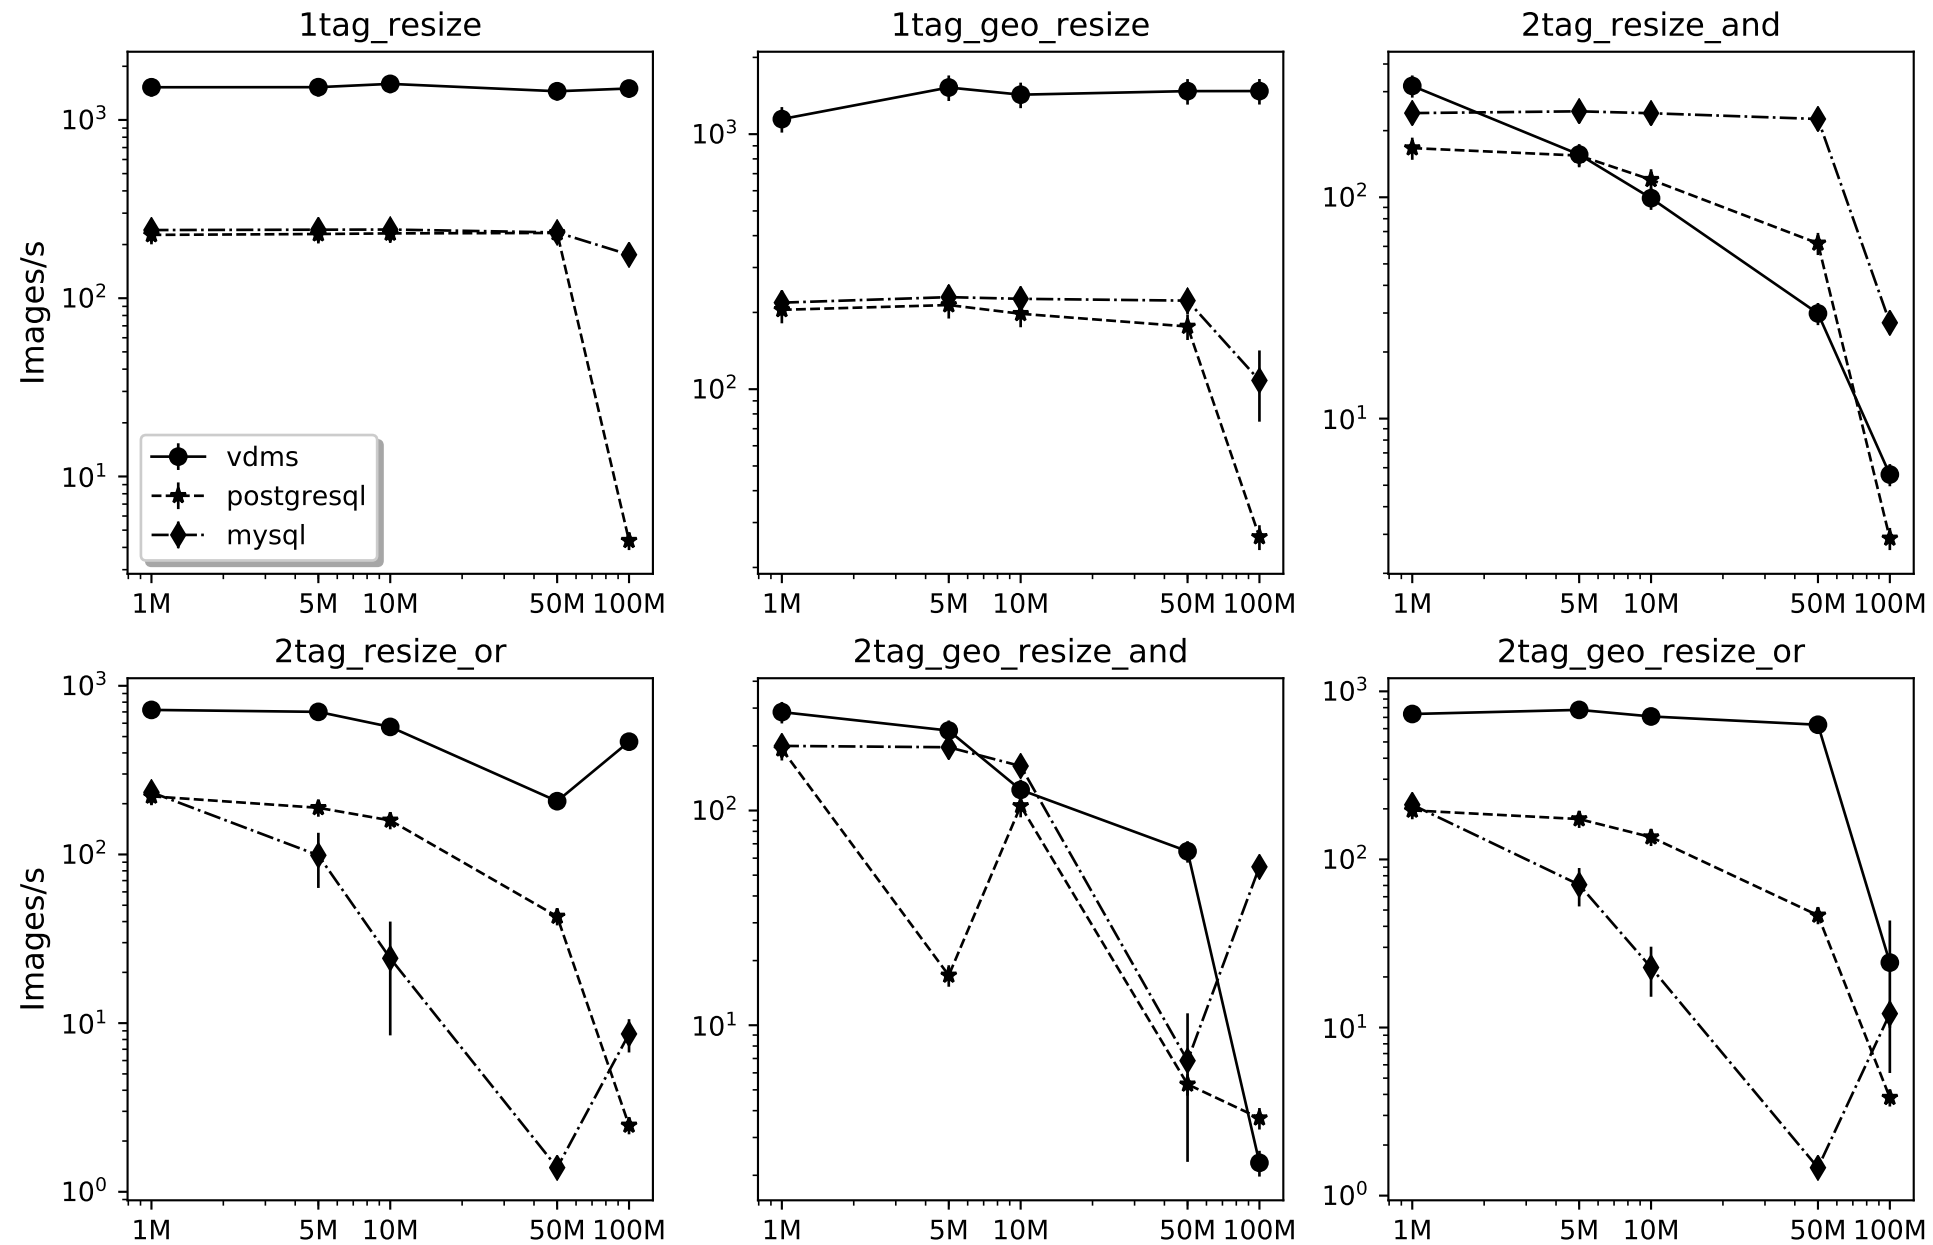 1tag_resize
1tag_geo_resize
2tag_resize_and
Images/s
10³
10²
10¹
vdms
postgresql
mysql
1M 5M 10M 50M 100M
10³
10²
1M 5M 10M 50M 100M
10²
10¹
1M 5M 10M 50M 100M
2tag_resize_or
2tag_geo_resize_and
2tag_geo_resize_or
Images/s
10³
10²
10¹
10⁰
1M 5M 10M 50M 100M
10²
10¹
1M 5M 10M 50M 100M
10³
10²
10¹
10⁰
1M 5M 10M 50M 100M